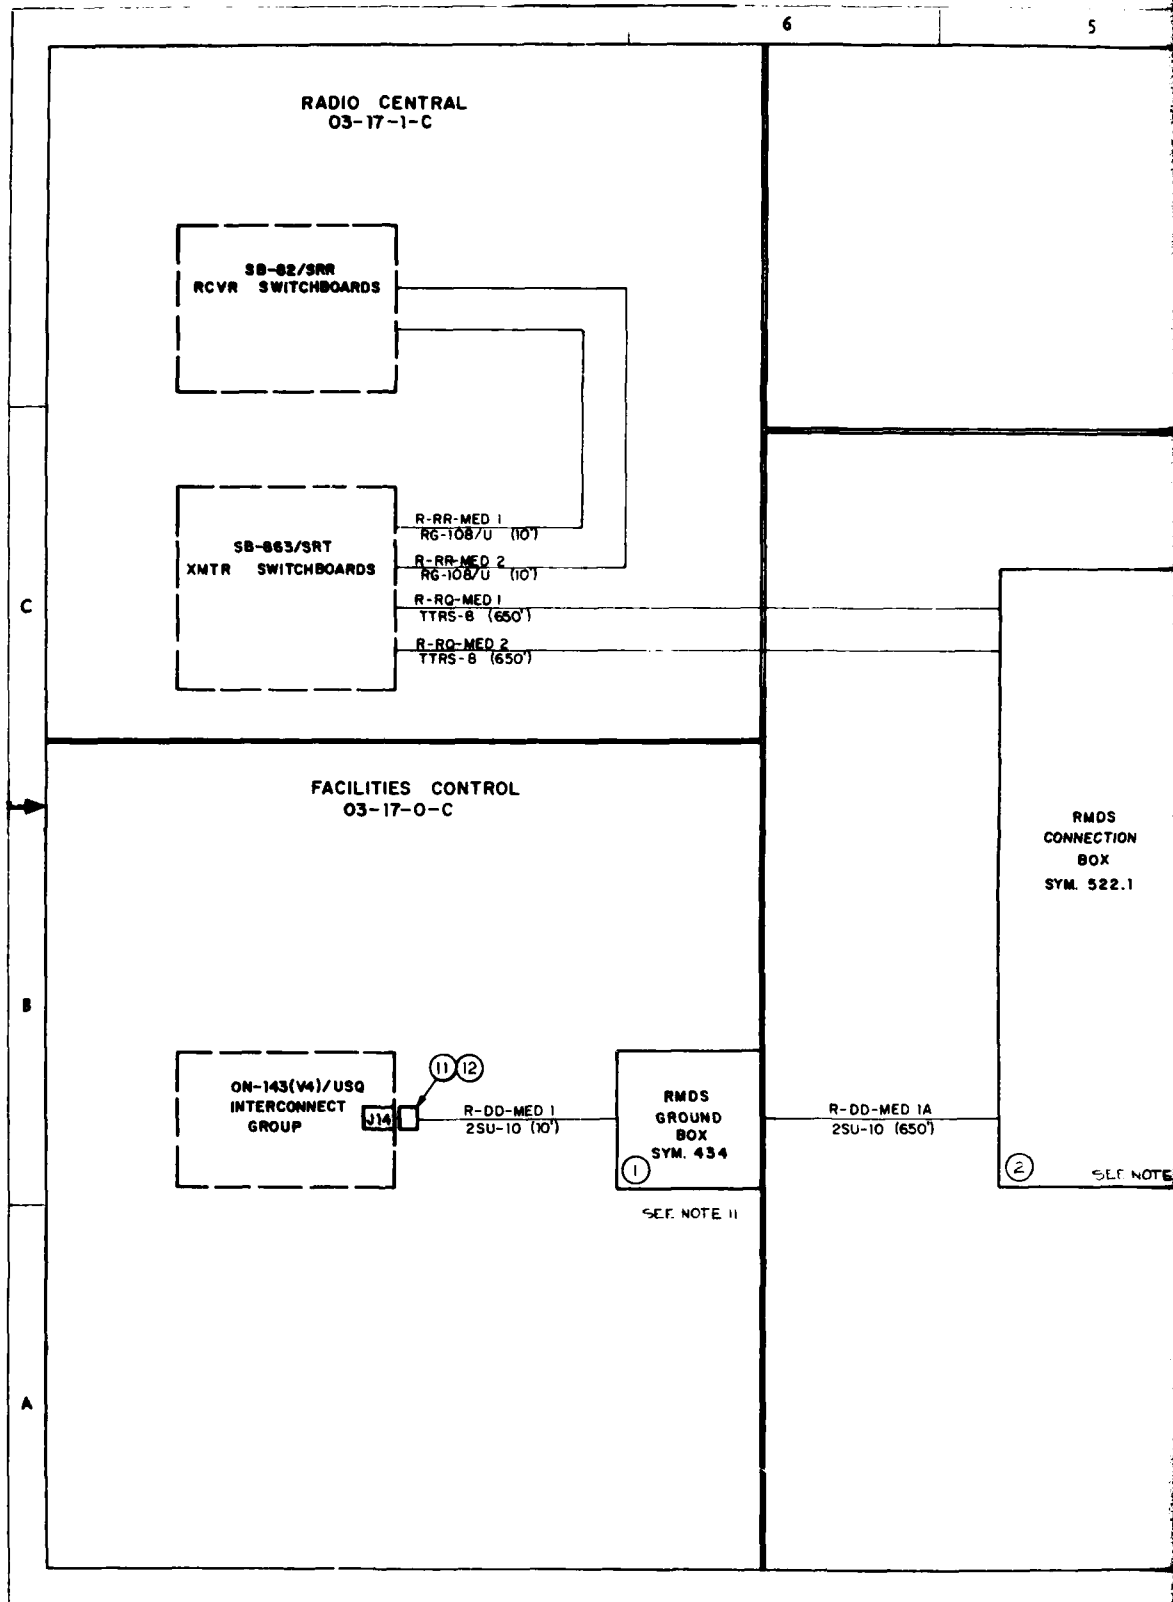 6
5
RADIO CENTRAL
03-17-1-C
SB-82/SRR
RCVR SWITCHBOARDS
SB-863/SRT
XMTR SWITCHBOARDS
R-RR-MED 1
RG-108/U (10')
R-RR-MED 2
RG-108/U (10')
R-RQ-MED 1
TTRS-8 (650')
R-RQ-MED 2
TTRS-8 (650')
C
FACILITIES CONTROL
03-17-0-C
RMDS
CONNECTION
BOX
SYM. 522.1
B
ON-143(V4)/USQ
INTERCONNECT
GROUP
J14
11 12
R-DD-MED 1
2SU-10 (10')
RMDS
GROUND
BOX
SYM. 434
1
SEE NOTE 11
R-DD-MED 1A
2SU-10 (650')
2
SEE NOTE
A